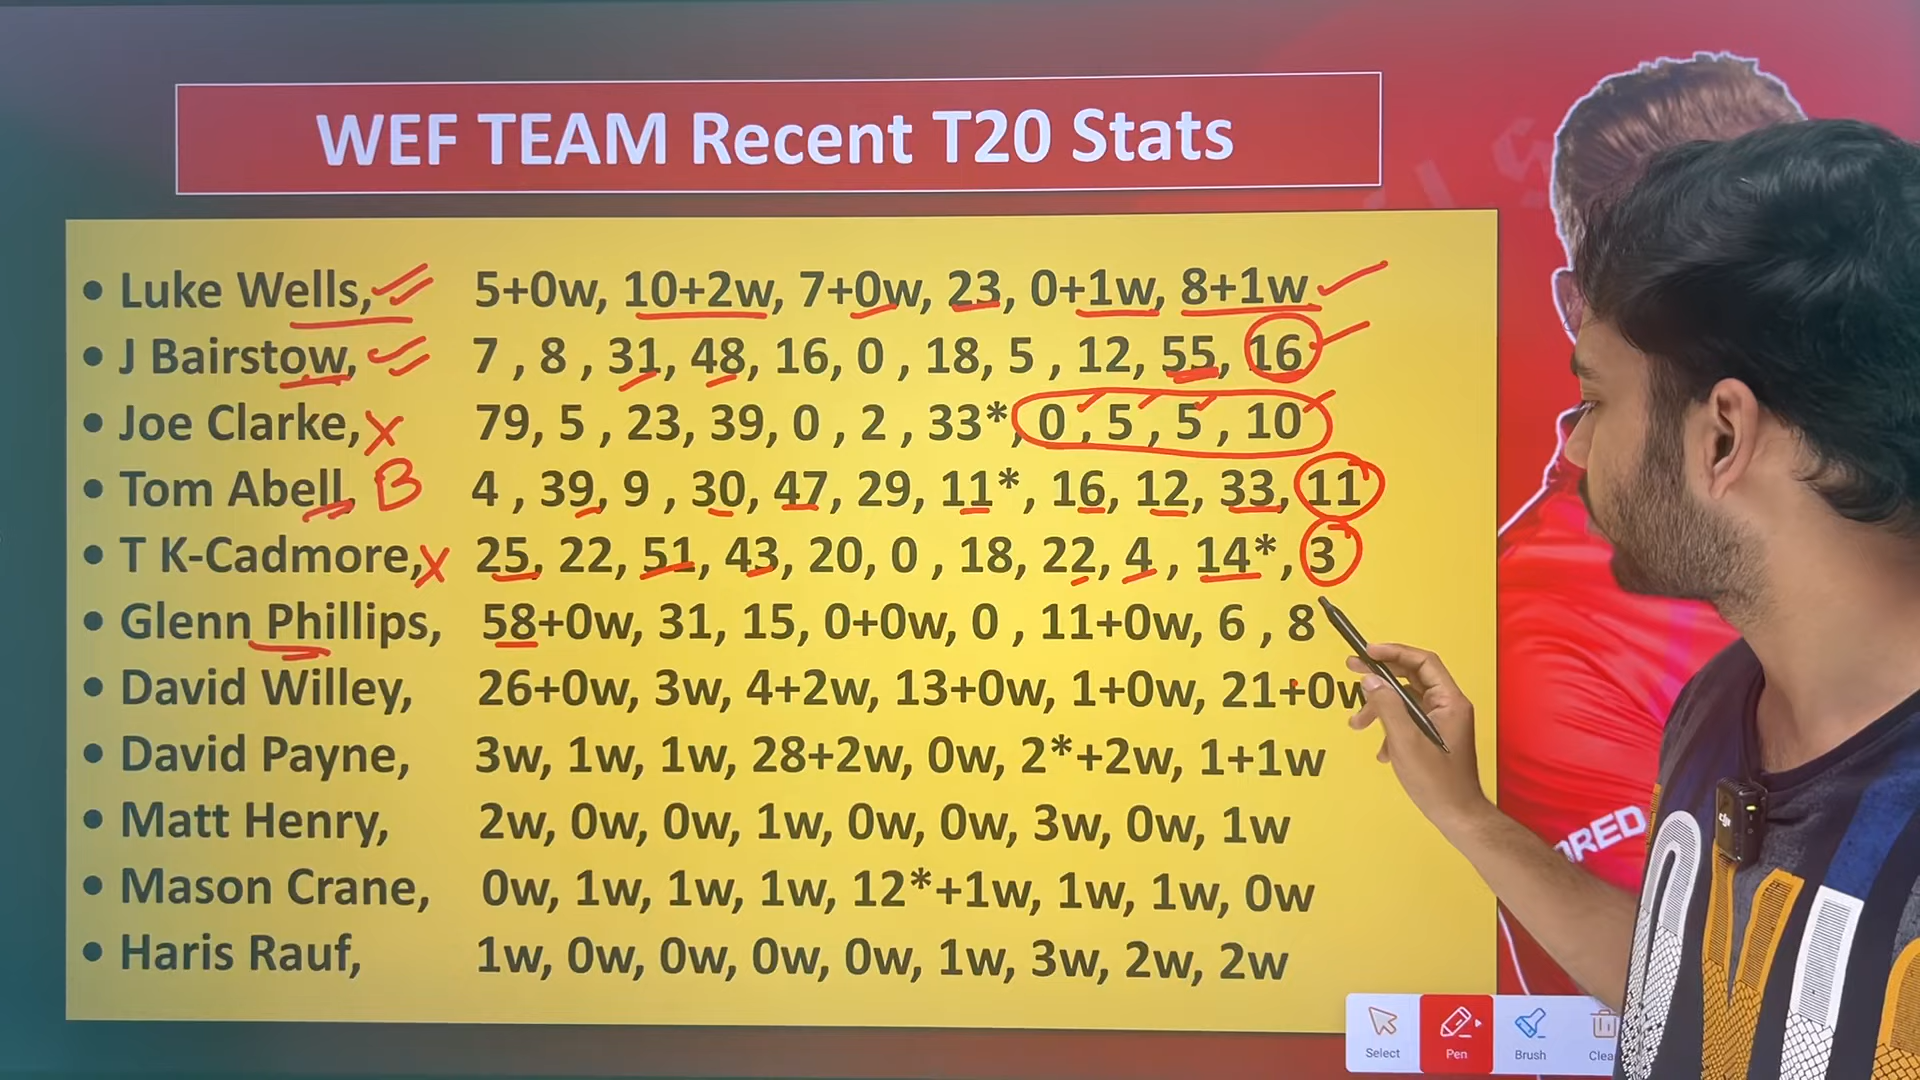 WEF TEAM Recent T20 Stats
• Luke Wells, 5+0w, 10+2w, 7+0w, 23, 0+1w, 8+1w
• J Bairstow, 7 , 8 , 31, 48, 16, 0 , 18, 5 , 12, 55, 16
• Joe Clarke, X 79, 5 , 23, 39, 0 , 2 , 33*, 0 , 5 , 5 , 10
• Tom Abell, B 4 , 39, 9 , 30, 47, 29, 11*, 16, 12, 33, 11
• T K-Cadmore, X 25, 22, 51, 43, 20, 0 , 18, 22, 4 , 14*, 3
• Glenn Phillips, 58+0w, 31, 15, 0+0w, 0 , 11+0w, 6 , 8
• David Willey, 26+0w, 3w, 4+2w, 13+0w, 1+0w, 21+0w
• David Payne, 3w, 1w, 1w, 28+2w, 0w, 2*+2w, 1+1w
• Matt Henry, 2w, 0w, 0w, 1w, 0w, 0w, 3w, 0w, 1w
• Mason Crane, 0w, 1w, 1w, 1w, 12*+1w, 1w, 1w, 0w
• Haris Rauf, 1w, 0w, 0w, 0w, 0w, 1w, 3w, 2w, 2w
Select Pen Brush Clea
dji